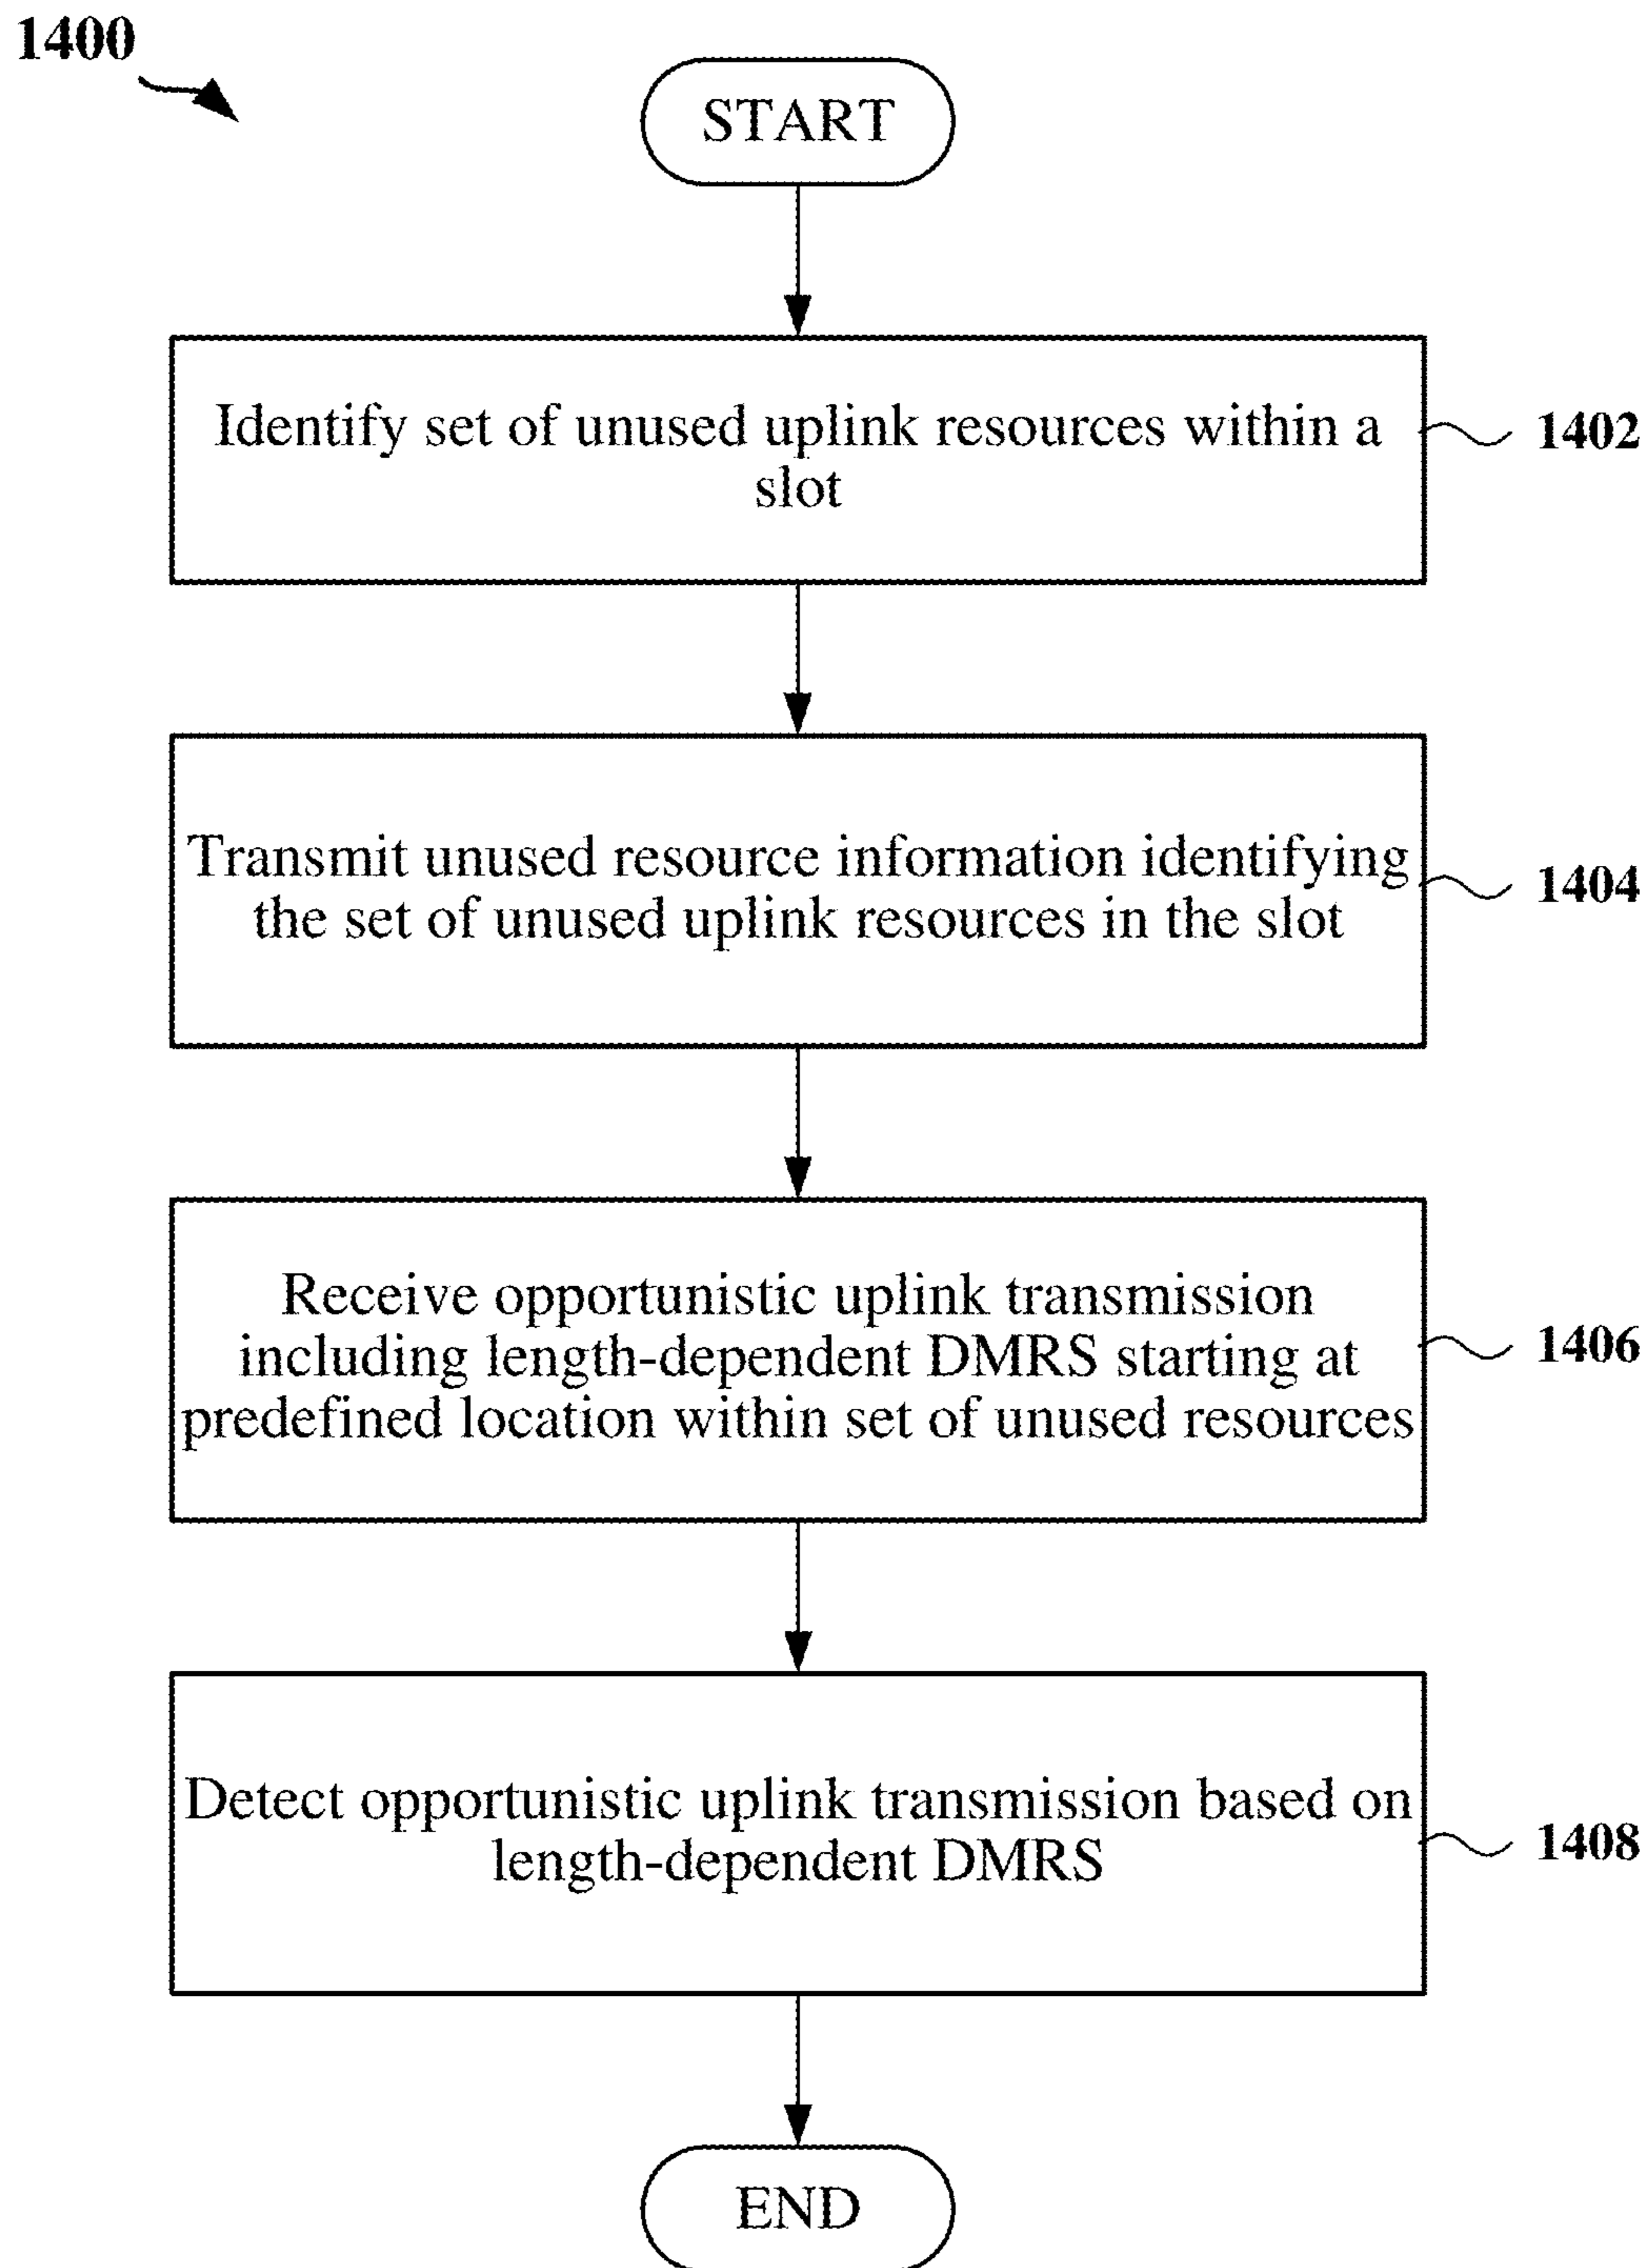 1400
START
Identify set of unused uplink resources within a
slot
1402
Transmit unused resource information identifying
the set of unused uplink resources in the slot
1404
Receive opportunistic uplink transmission
including length-dependent DMRS starting at
predefined location within set of unused resources
1406
Detect opportunistic uplink transmission based on
length-dependent DMRS
1408
END